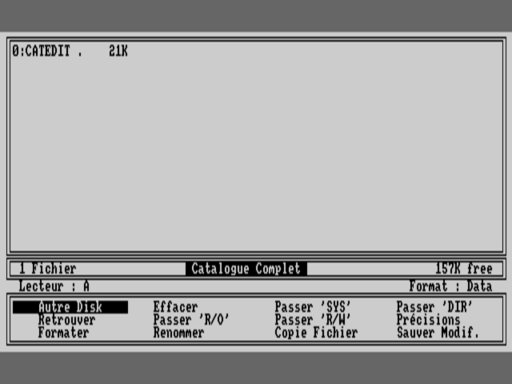 0:CATEDIT .   21K
1 Fichier   Catalogue Complet   157K free
Lecteur : A   Format : Data
Autre Disk   Effacer   Passer 'SYS'   Passer 'DIR'
Retrouver   Passer 'R/O'   Passer 'R/W'   Précisions
Formater   Renommer   Copie Fichier   Sauver Modif.